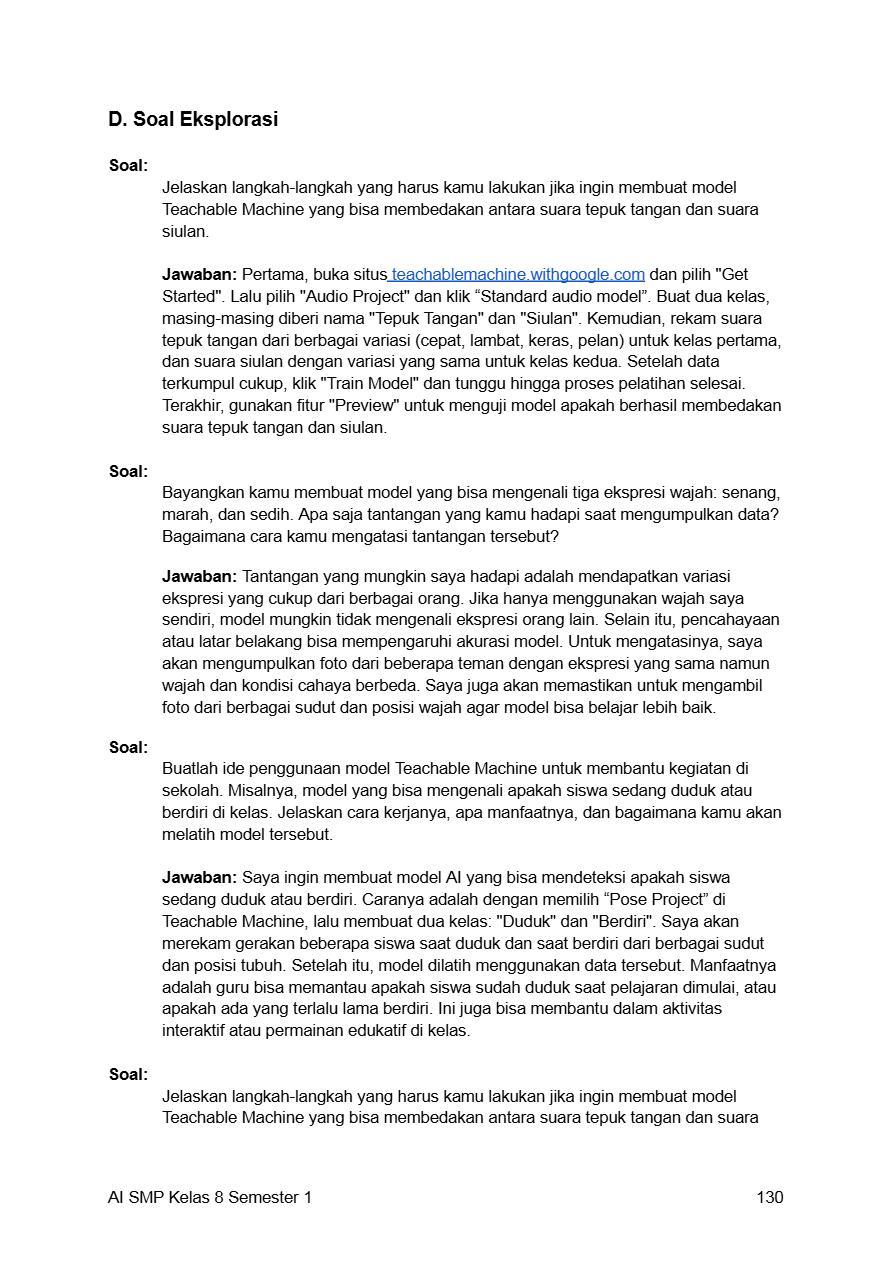 D. Soal Eksplorasi
Soal:
Jelaskan langkah-langkah yang harus kamu lakukan jika ingin membuat model
Teachable Machine yang bisa membedakan antara suara tepuk tangan dan suara
siulan.
Jawaban: Pertama, buka situs teachablemachine.withgoogle.com dan pilih "Get
Started". Lalu pilih "Audio Project" dan klik “Standard audio model”. Buat dua kelas,
masing-masing diberi nama "Tepuk Tangan" dan "Siulan". Kemudian, rekam suara
tepuk tangan dari berbagai variasi (cepat, lambat, keras, pelan) untuk kelas pertama,
dan suara siulan dengan variasi yang sama untuk kelas kedua. Setelah data
terkumpul cukup, klik "Train Model" dan tunggu hingga proses pelatihan selesai.
Terakhir, gunakan fitur "Preview" untuk menguji model apakah berhasil membedakan
suara tepuk tangan dan siulan.
Soal:
Bayangkan kamu membuat model yang bisa mengenali tiga ekspresi wajah: senang,
marah, dan sedih. Apa saja tantangan yang kamu hadapi saat mengumpulkan data?
Bagaimana cara kamu mengatasi tantangan tersebut?
Jawaban: Tantangan yang mungkin saya hadapi adalah mendapatkan variasi
ekspresi yang cukup dari berbagai orang. Jika hanya menggunakan wajah saya
sendiri, model mungkin tidak mengenali ekspresi orang lain. Selain itu, pencahayaan
atau latar belakang bisa mempengaruhi akurasi model. Untuk mengatasinya, saya
akan mengumpulkan foto dari beberapa teman dengan ekspresi yang sama namun
wajah dan kondisi cahaya berbeda. Saya juga akan memastikan untuk mengambil
foto dari berbagai sudut dan posisi wajah agar model bisa belajar lebih baik.
Soal:
Buatlah ide penggunaan model Teachable Machine untuk membantu kegiatan di
sekolah. Misalnya, model yang bisa mengenali apakah siswa sedang duduk atau
berdiri di kelas. Jelaskan cara kerjanya, apa manfaatnya, dan bagaimana kamu akan
melatih model tersebut.
Jawaban: Saya ingin membuat model AI yang bisa mendeteksi apakah siswa
sedang duduk atau berdiri. Caranya adalah dengan memilih “Pose Project” di
Teachable Machine, lalu membuat dua kelas: "Duduk" dan "Berdiri". Saya akan
merekam gerakan beberapa siswa saat duduk dan saat berdiri dari berbagai sudut
dan posisi tubuh. Setelah itu, model dilatih menggunakan data tersebut. Manfaatnya
adalah guru bisa memantau apakah siswa sudah duduk saat pelajaran dimulai, atau
apakah ada yang terlalu lama berdiri. Ini juga bisa membantu dalam aktivitas
interaktif atau permainan edukatif di kelas.
Soal:
Jelaskan langkah-langkah yang harus kamu lakukan jika ingin membuat model
Teachable Machine yang bisa membedakan antara suara tepuk tangan dan suara
AI SMP Kelas 8 Semester 1 130